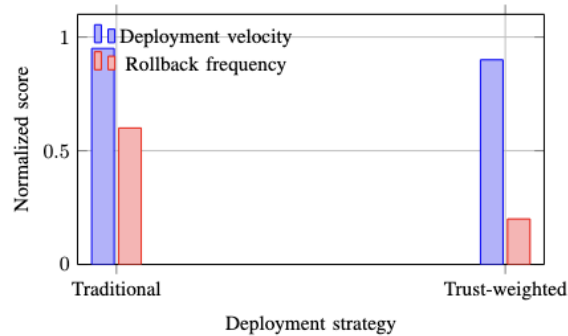 1
Deployment velocity
Rollback frequency
0.5
0
Normalized score
Traditional
Trust-weighted
Deployment strategy